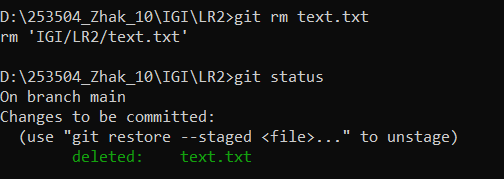 D:\253504_Zhak_10\IGI\LR2>git rm text.txt
rm 'IGI/LR2/text.txt'
D:\253504_Zhak_10\IGI\LR2>git status
On branch main
Changes to be committed:
  (use "git restore --staged <file>..." to unstage)
        deleted:    text.txt